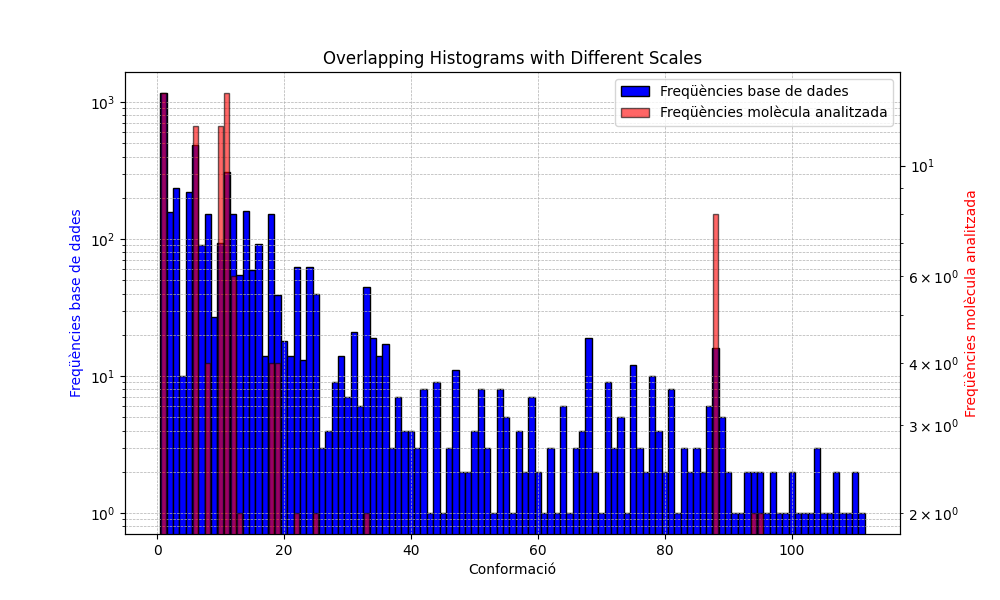 Overlapping Histograms with Different Scales
Freqüències base de dades
Freqüències molècula analitzada
Freqüències base de dades
10³
10²
10¹
10⁰
10¹
6 × 10⁰
4 × 10⁰
3 × 10⁰
2 × 10⁰
Freqüències molècula analitzada
0 20 40 60 80 100
Conformació